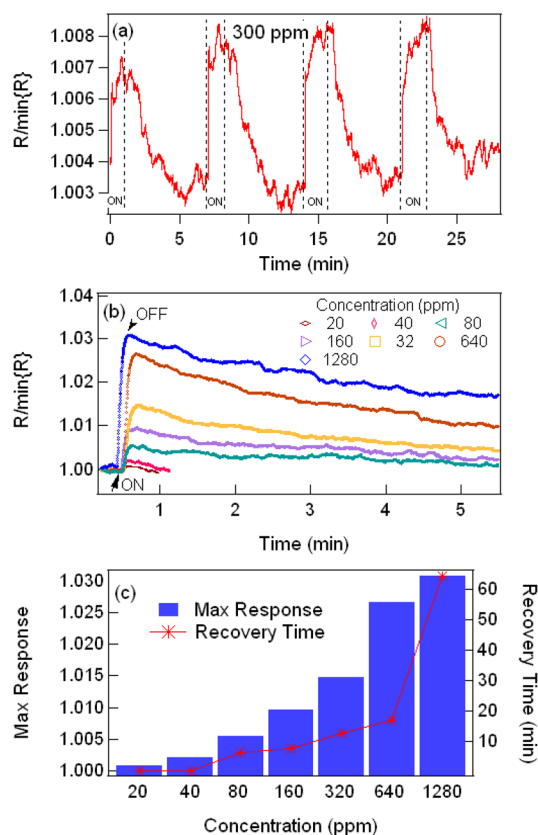 (a)
300 ppm
R/min{R}
1.008
1.007
1.006
1.005
1.004
1.003
ON
ON
ON
ON
0 5 10 15 20 25
Time (min)
(b)
OFF
ON
Concentration (ppm)
20 40 80
160 32 640
1280
R/min{R}
1.04
1.03
1.02
1.01
1.00
1 2 3 4 5
Time (min)
(c)
Max Response
Recovery Time
Max Response
1.030
1.025
1.020
1.015
1.010
1.005
1.000
Recovery Time (min)
60
50
40
30
20
10
20 40 80 160 320 640 1280
Concentration (ppm)